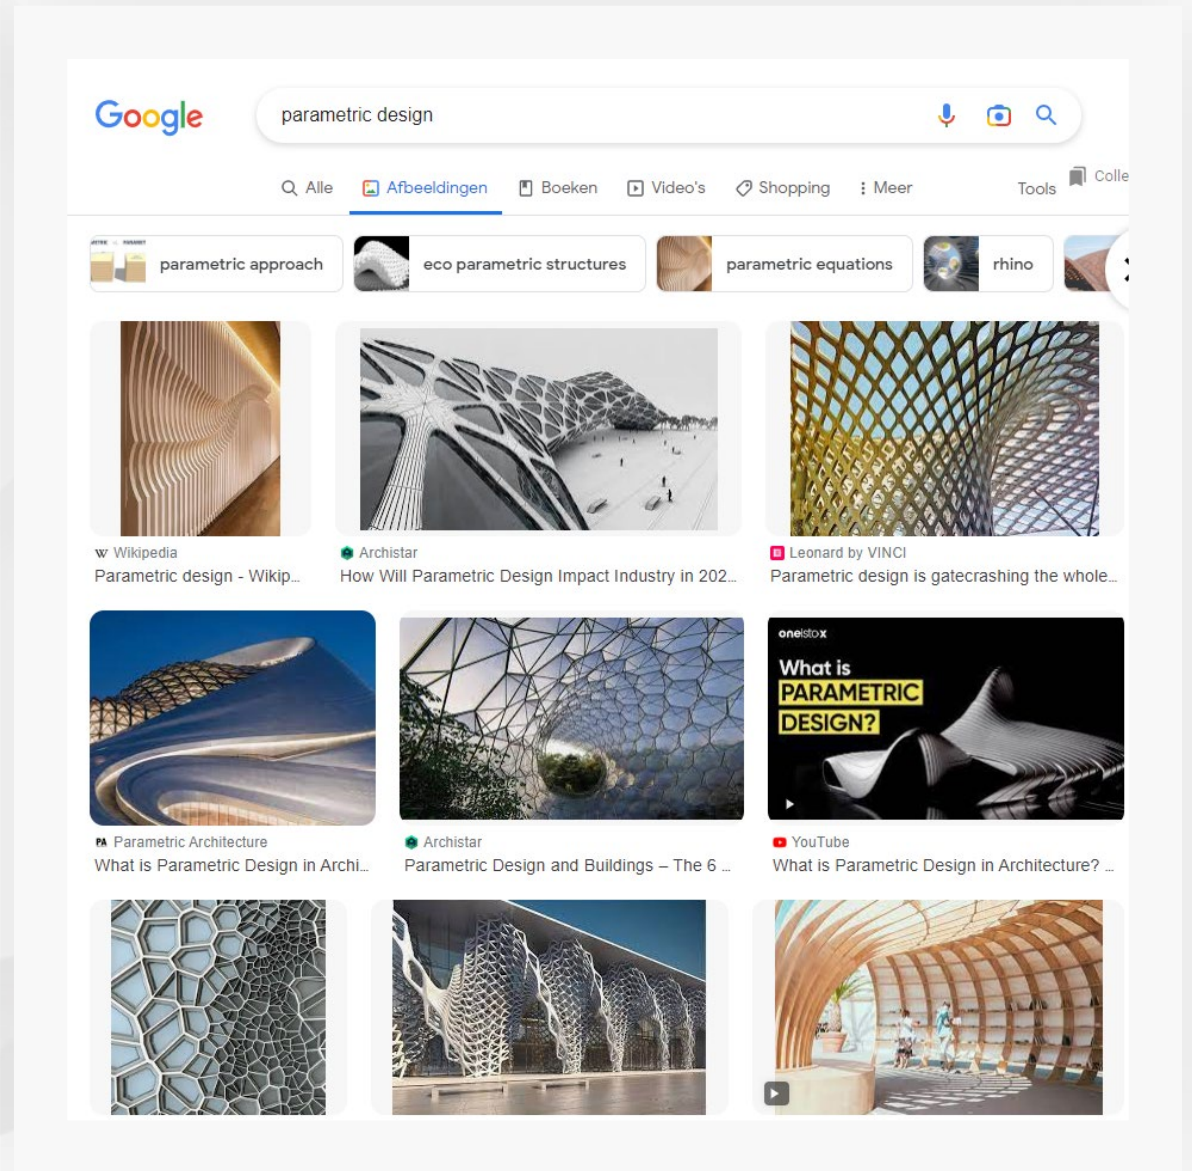 Google
parametric design
Alle
Afbeeldingen
Boeken
Video's
Shopping
Meer
Tools
Colle
parametric approach
eco parametric structures
parametric equations
rhino
W Wikipedia
Parametric design - Wikip...
Archistar
How Will Parametric Design Impact Industry in 202...
Leonard by VINCI
Parametric design is gatecrashing the whole...
oneistox
What is
PARAMETRIC
DESIGN?
PA Parametric Architecture
What is Parametric Design in Archi...
Archistar
Parametric Design and Buildings – The 6 ...
YouTube
What is Parametric Design in Architecture? ...